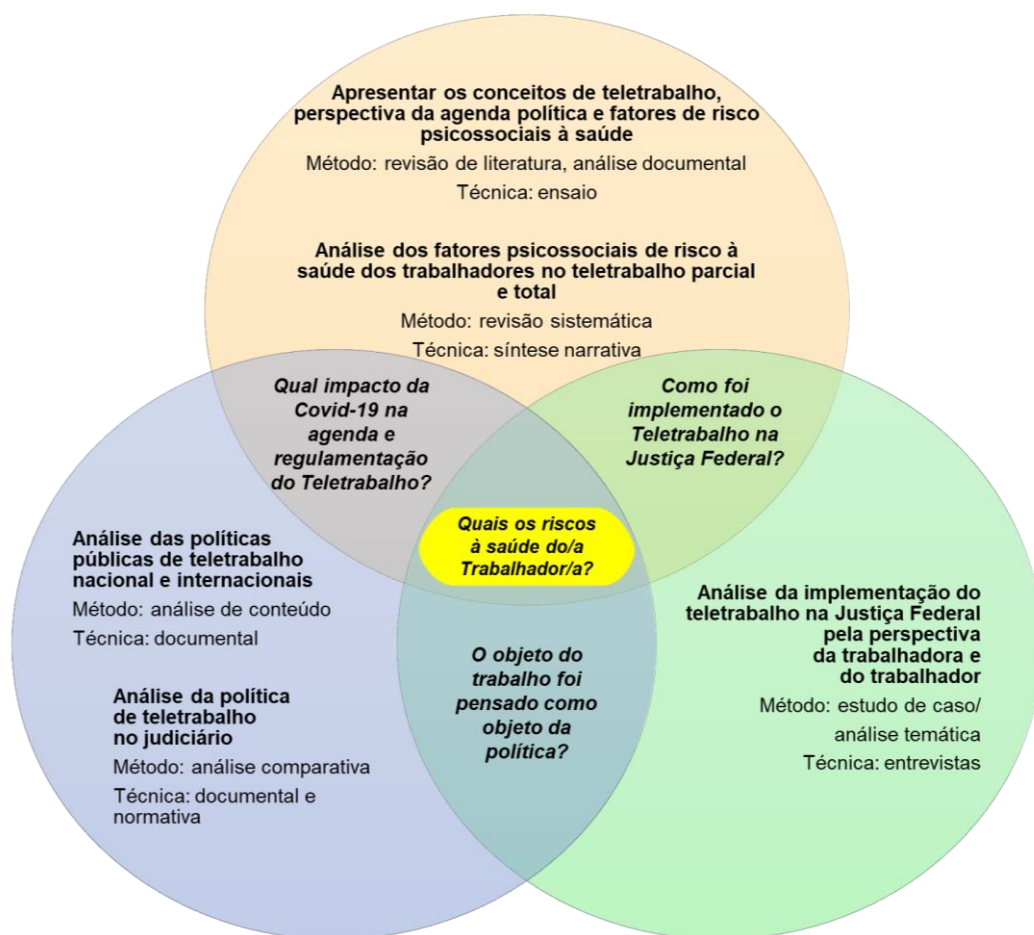 Apresentar os conceitos de teletrabalho,
perspectiva da agenda política e fatores de risco
psicossociais à saúde
Método: revisão de literatura, análise documental
Técnica: ensaio
Análise dos fatores psicossociais de risco à
saúde dos trabalhadores no teletrabalho parcial
e total
Método: revisão sistemática
Técnica: síntese narrativa
Qual impacto da
Covid-19 na
agenda e
regulamentação
do Teletrabalho?
Como foi
implementado o
Teletrabalho na
Justiça Federal?
Quais os riscos
à saúde do/a
Trabalhador/a?
Análise das políticas
públicas de teletrabalho
nacional e internacionais
Método: análise de conteúdo
Técnica: documental
Análise da política
de teletrabalho
no judiciário
Método: análise comparativa
Técnica: documental e
normativa
O objeto do
trabalho foi
pensado como
objeto da
política?
Análise da implementação do
teletrabalho na Justiça Federal
pela perspectiva
da trabalhadora e
do trabalhador
Método: estudo de caso/
análise temática
Técnica: entrevistas